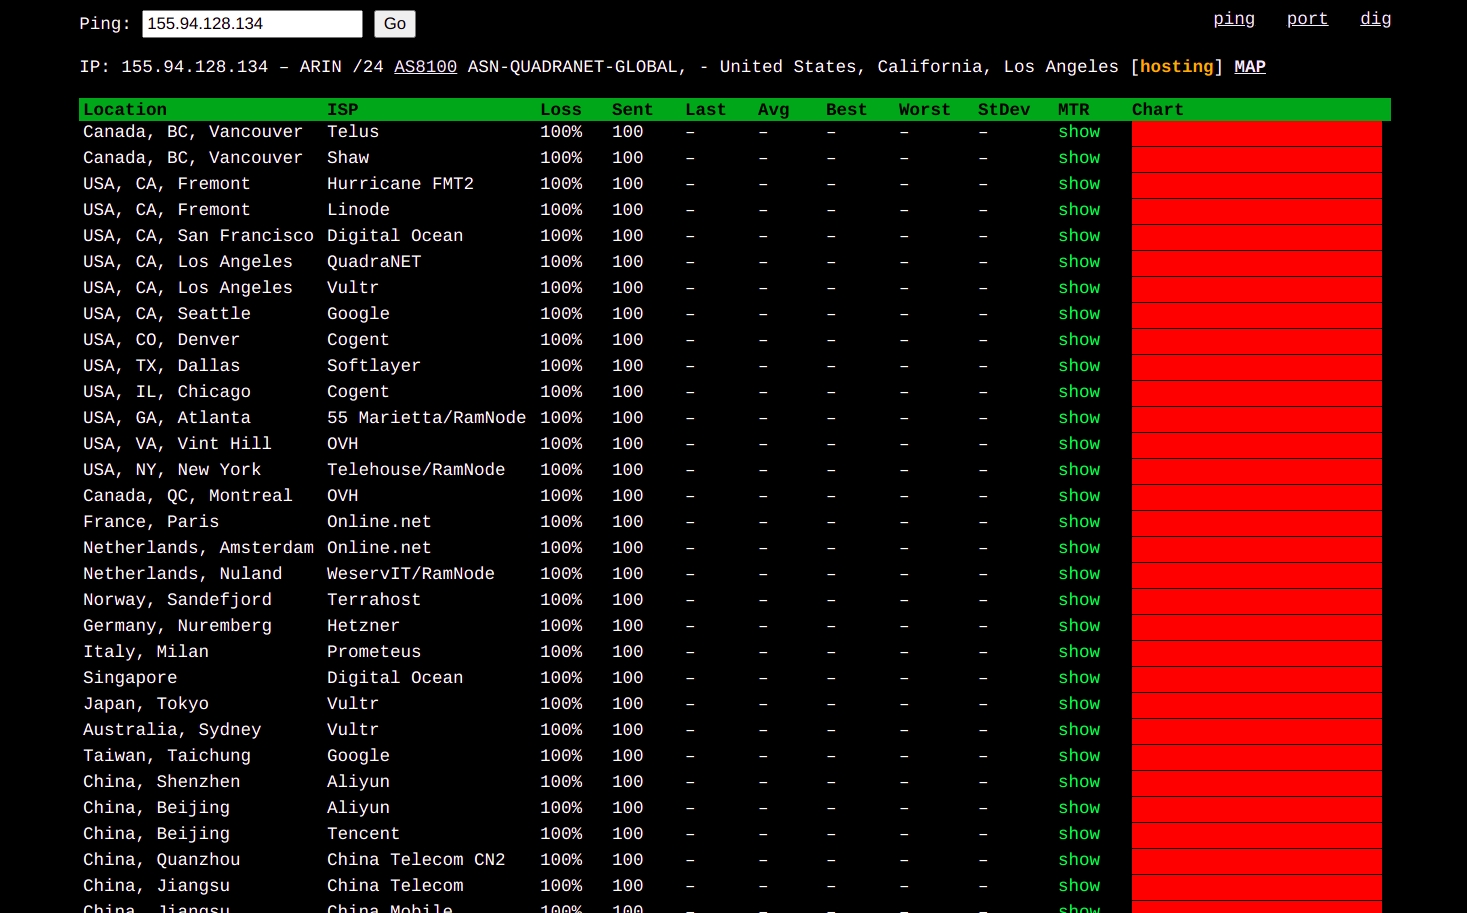 Ping: 155.94.128.134 Go ping port dig
IP: 155.94.128.134 – ARIN /24 AS8100 ASN-QUADRANET-GLOBAL, - United States, California, Los Angeles [hosting] MAP
Location ISP Loss Sent Last Avg Best Worst StDev MTR Chart
Canada, BC, Vancouver Telus 100% 100 – – – – – show
Canada, BC, Vancouver Shaw 100% 100 – – – – – show
USA, CA, Fremont Hurricane FMT2 100% 100 – – – – – show
USA, CA, Fremont Linode 100% 100 – – – – – show
USA, CA, San Francisco Digital Ocean 100% 100 – – – – – show
USA, CA, Los Angeles QuadraNET 100% 100 – – – – – show
USA, CA, Los Angeles Vultr 100% 100 – – – – – show
USA, CA, Seattle Google 100% 100 – – – – – show
USA, CO, Denver Cogent 100% 100 – – – – – show
USA, TX, Dallas Softlayer 100% 100 – – – – – show
USA, IL, Chicago Cogent 100% 100 – – – – – show
USA, GA, Atlanta 55 Marietta/RamNode 100% 100 – – – – – show
USA, VA, Vint Hill OVH 100% 100 – – – – – show
USA, NY, New York Telehouse/RamNode 100% 100 – – – – – show
Canada, QC, Montreal OVH 100% 100 – – – – – show
France, Paris Online.net 100% 100 – – – – – show
Netherlands, Amsterdam Online.net 100% 100 – – – – – show
Netherlands, Nuland WeservIT/RamNode 100% 100 – – – – – show
Norway, Sandefjord Terrahost 100% 100 – – – – – show
Germany, Nuremberg Hetzner 100% 100 – – – – – show
Italy, Milan Prometeus 100% 100 – – – – – show
Singapore Digital Ocean 100% 100 – – – – – show
Japan, Tokyo Vultr 100% 100 – – – – – show
Australia, Sydney Vultr 100% 100 – – – – – show
Taiwan, Taichung Google 100% 100 – – – – – show
China, Shenzhen Aliyun 100% 100 – – – – – show
China, Beijing Aliyun 100% 100 – – – – – show
China, Beijing Tencent 100% 100 – – – – – show
China, Quanzhou China Telecom CN2 100% 100 – – – – – show
China, Jiangsu China Telecom 100% 100 – – – – – show
China, Jiangsu China Mobile 100% 100 – – – – – show